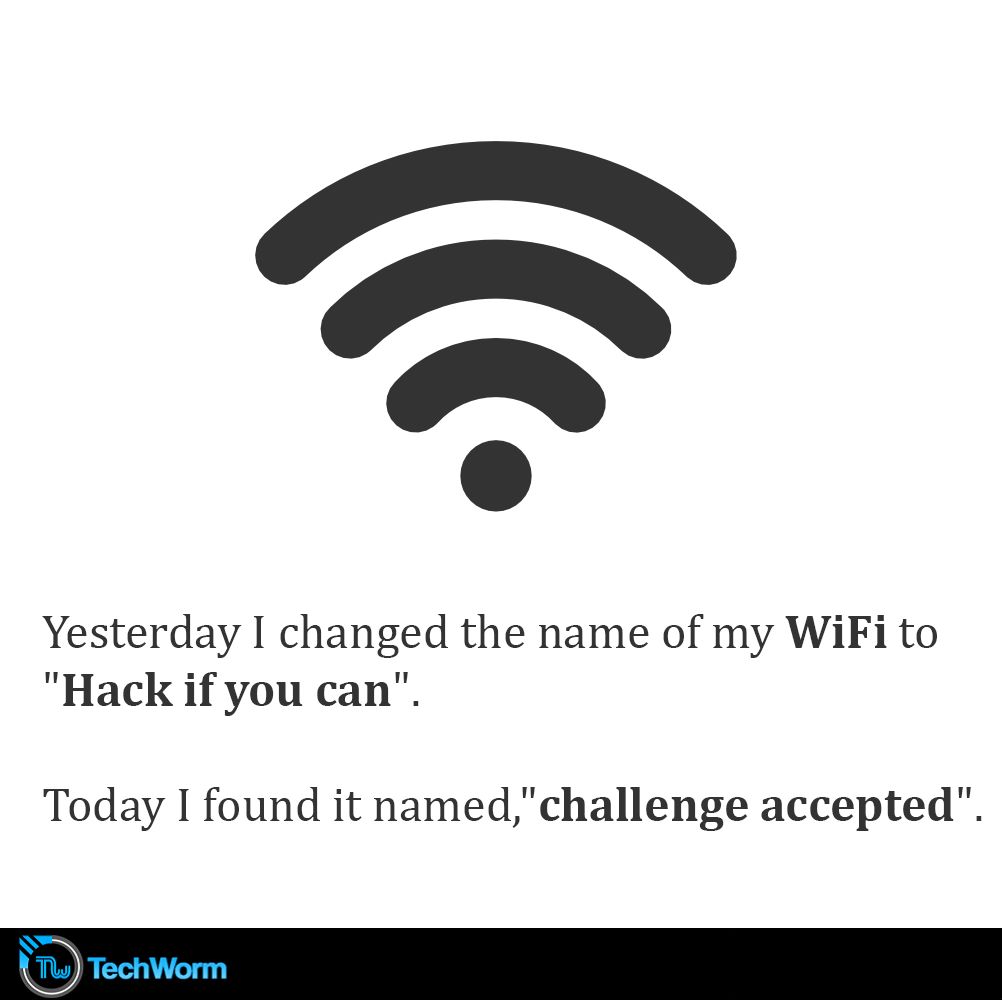 Yesterday I changed the name of my WiFi to
"Hack if you can".
Today I found it named,"challenge accepted".
TW TechWorm